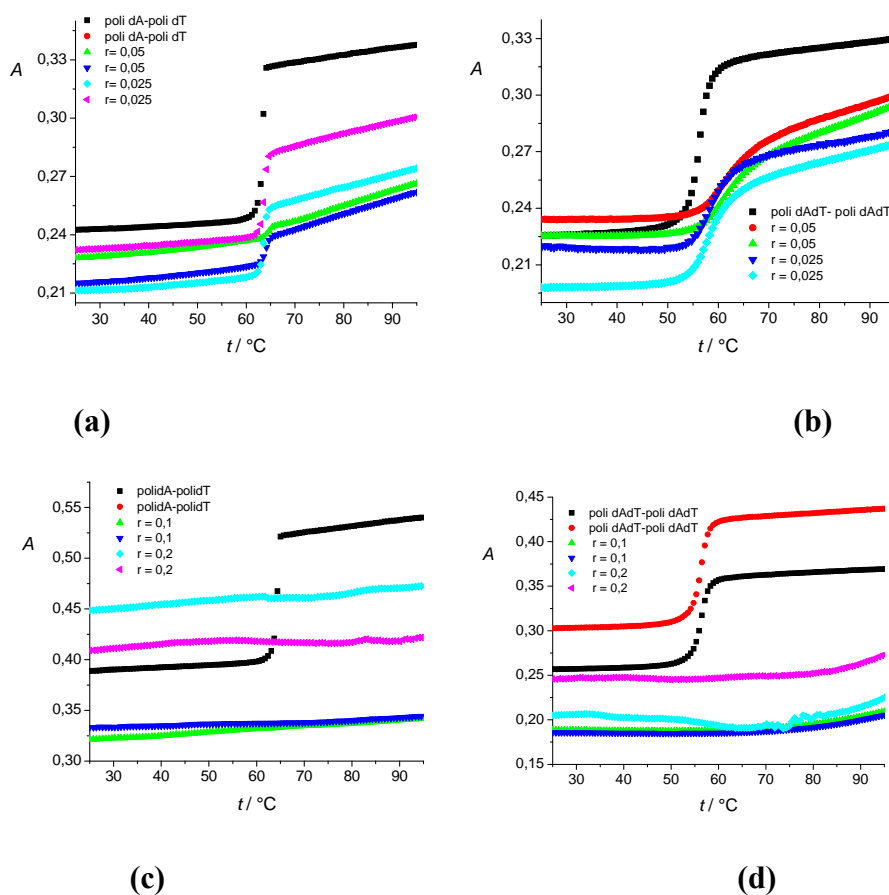 poli dA-poli dT
poli dA-poli dT
r= 0,05
r= 0,05
r= 0,025
r= 0,025
A
0,33
0,30
0,27
0,24
0,21
30 40 50 60 70 80 90
t / °C
(a)
A
0,33
0,30
0,27
0,24
0,21
poli dAdT- poli dAdT
r = 0,05
r = 0,05
r = 0,025
r = 0,025
30 40 50 60 70 80 90
t / °C
(b)
polidA-polidT
polidA-polidT
r = 0,1
r = 0,1
r = 0,2
r = 0,2
A
0,55
0,50
0,45
0,40
0,35
0,30
30 40 50 60 70 80 90
t / °C
(c)
poli dAdT-poli dAdT
poli dAdT-poli dAdT
r = 0,1
r = 0,1
r = 0,2
r = 0,2
A
0,45
0,40
0,35
0,30
0,25
0,20
0,15
30 40 50 60 70 80 90
t / °C
(d)